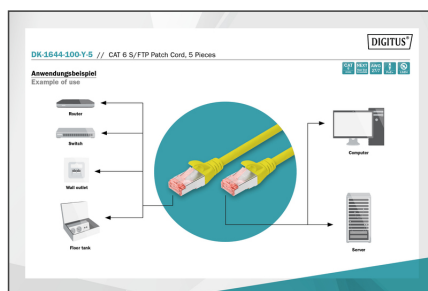 DIGITUS®
DK-1644-100-Y-5 // CAT 6 S/FTP Patch Cord, 5 Pieces
Anwendungsbeispiel
Example of use
Router
Switch
Wall outlet
Floor tank
Computer
Server